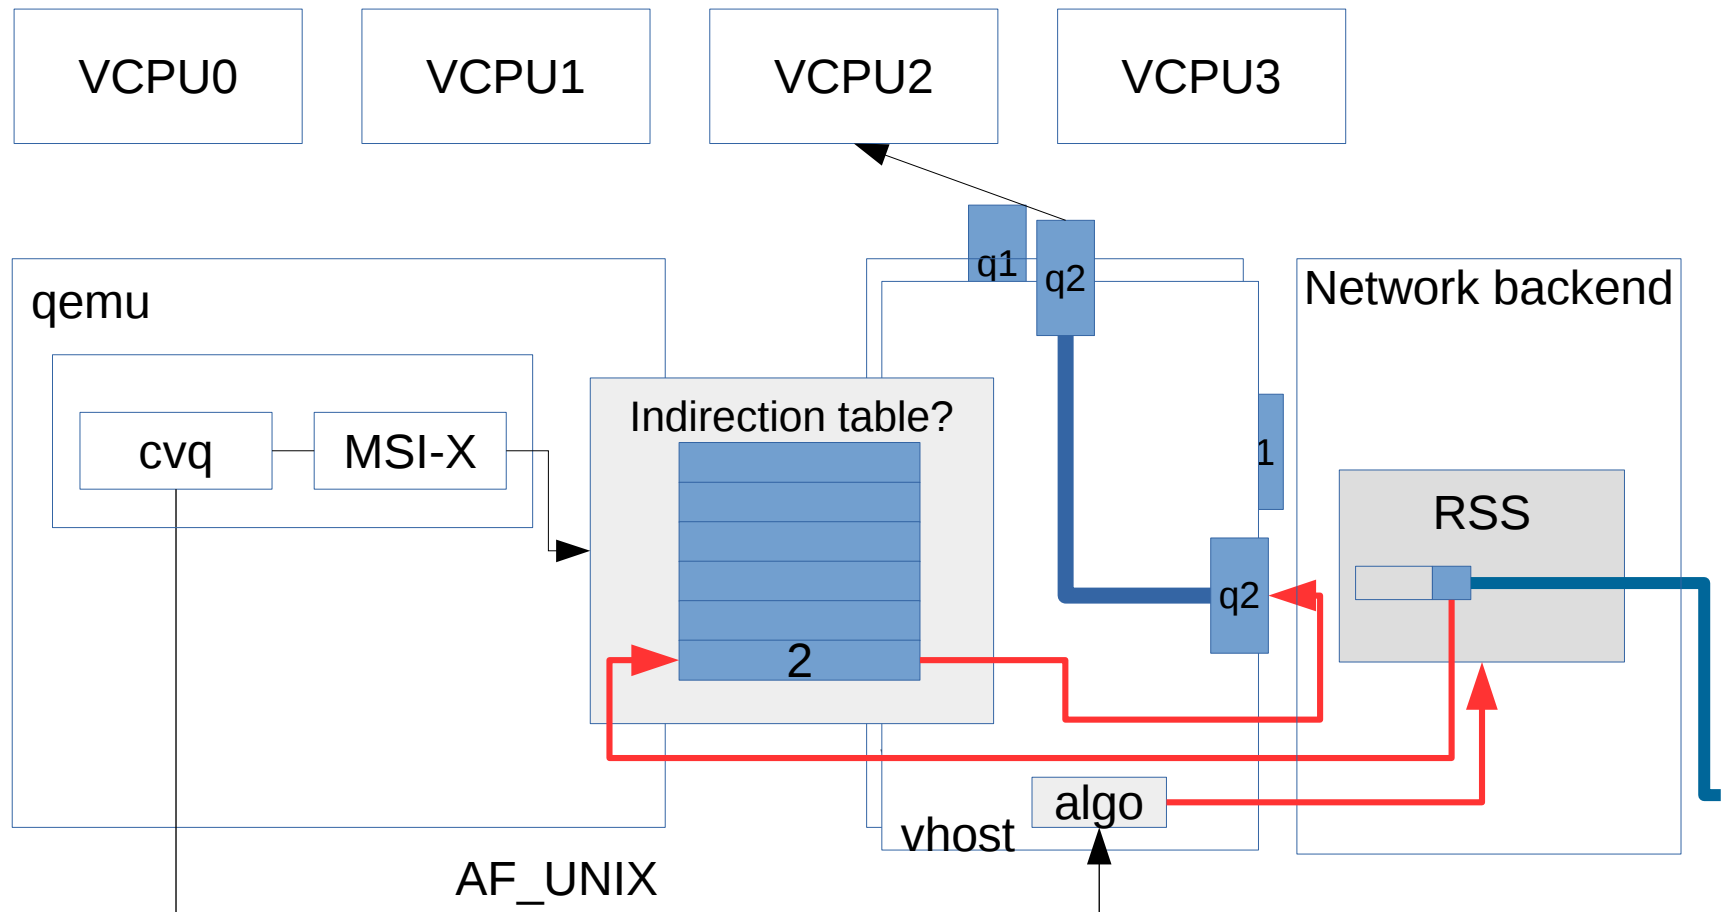 VCPU0
VCPU1
VCPU2
VCPU3
q1
q2
qemu
Network backend
cvq
MSI-X
Indirection table?
1
RSS
q2
2
algo
vhost
AF_UNIX